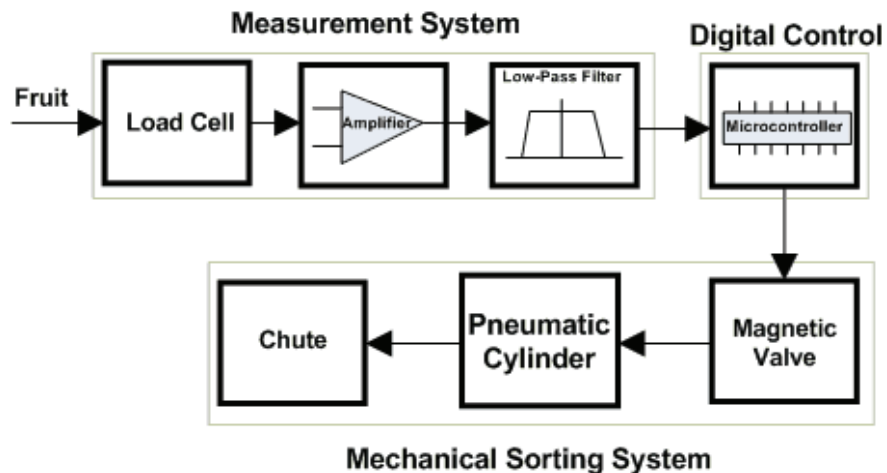 Measurement System
Digital Control
Fruit
Load Cell
Amplifier
Low-Pass Filter
Microcontroller
Chute
Pneumatic
Cylinder
Magnetic
Valve
Mechanical Sorting System